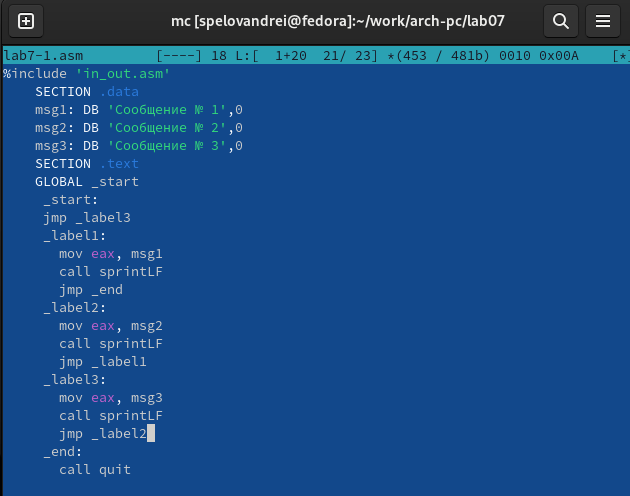 mc [spelovandrei@fedora]:~/work/arch-pc/lab07
lab7-1.asm [----] 18 L:[ 1+20 21/ 23] *(453 / 481b) 0010 0x00A [*]
%include 'in_out.asm'
SECTION .data
msg1: DB 'Сообщение № 1',0
msg2: DB 'Сообщение № 2',0
msg3: DB 'Сообщение № 3',0
SECTION .text
GLOBAL _start
_start:
jmp _label3
_label1:
mov eax, msg1
call sprintLF
jmp _end
_label2:
mov eax, msg2
call sprintLF
jmp _label1
_label3:
mov eax, msg3
call sprintLF
jmp _label2
_end:
call quit